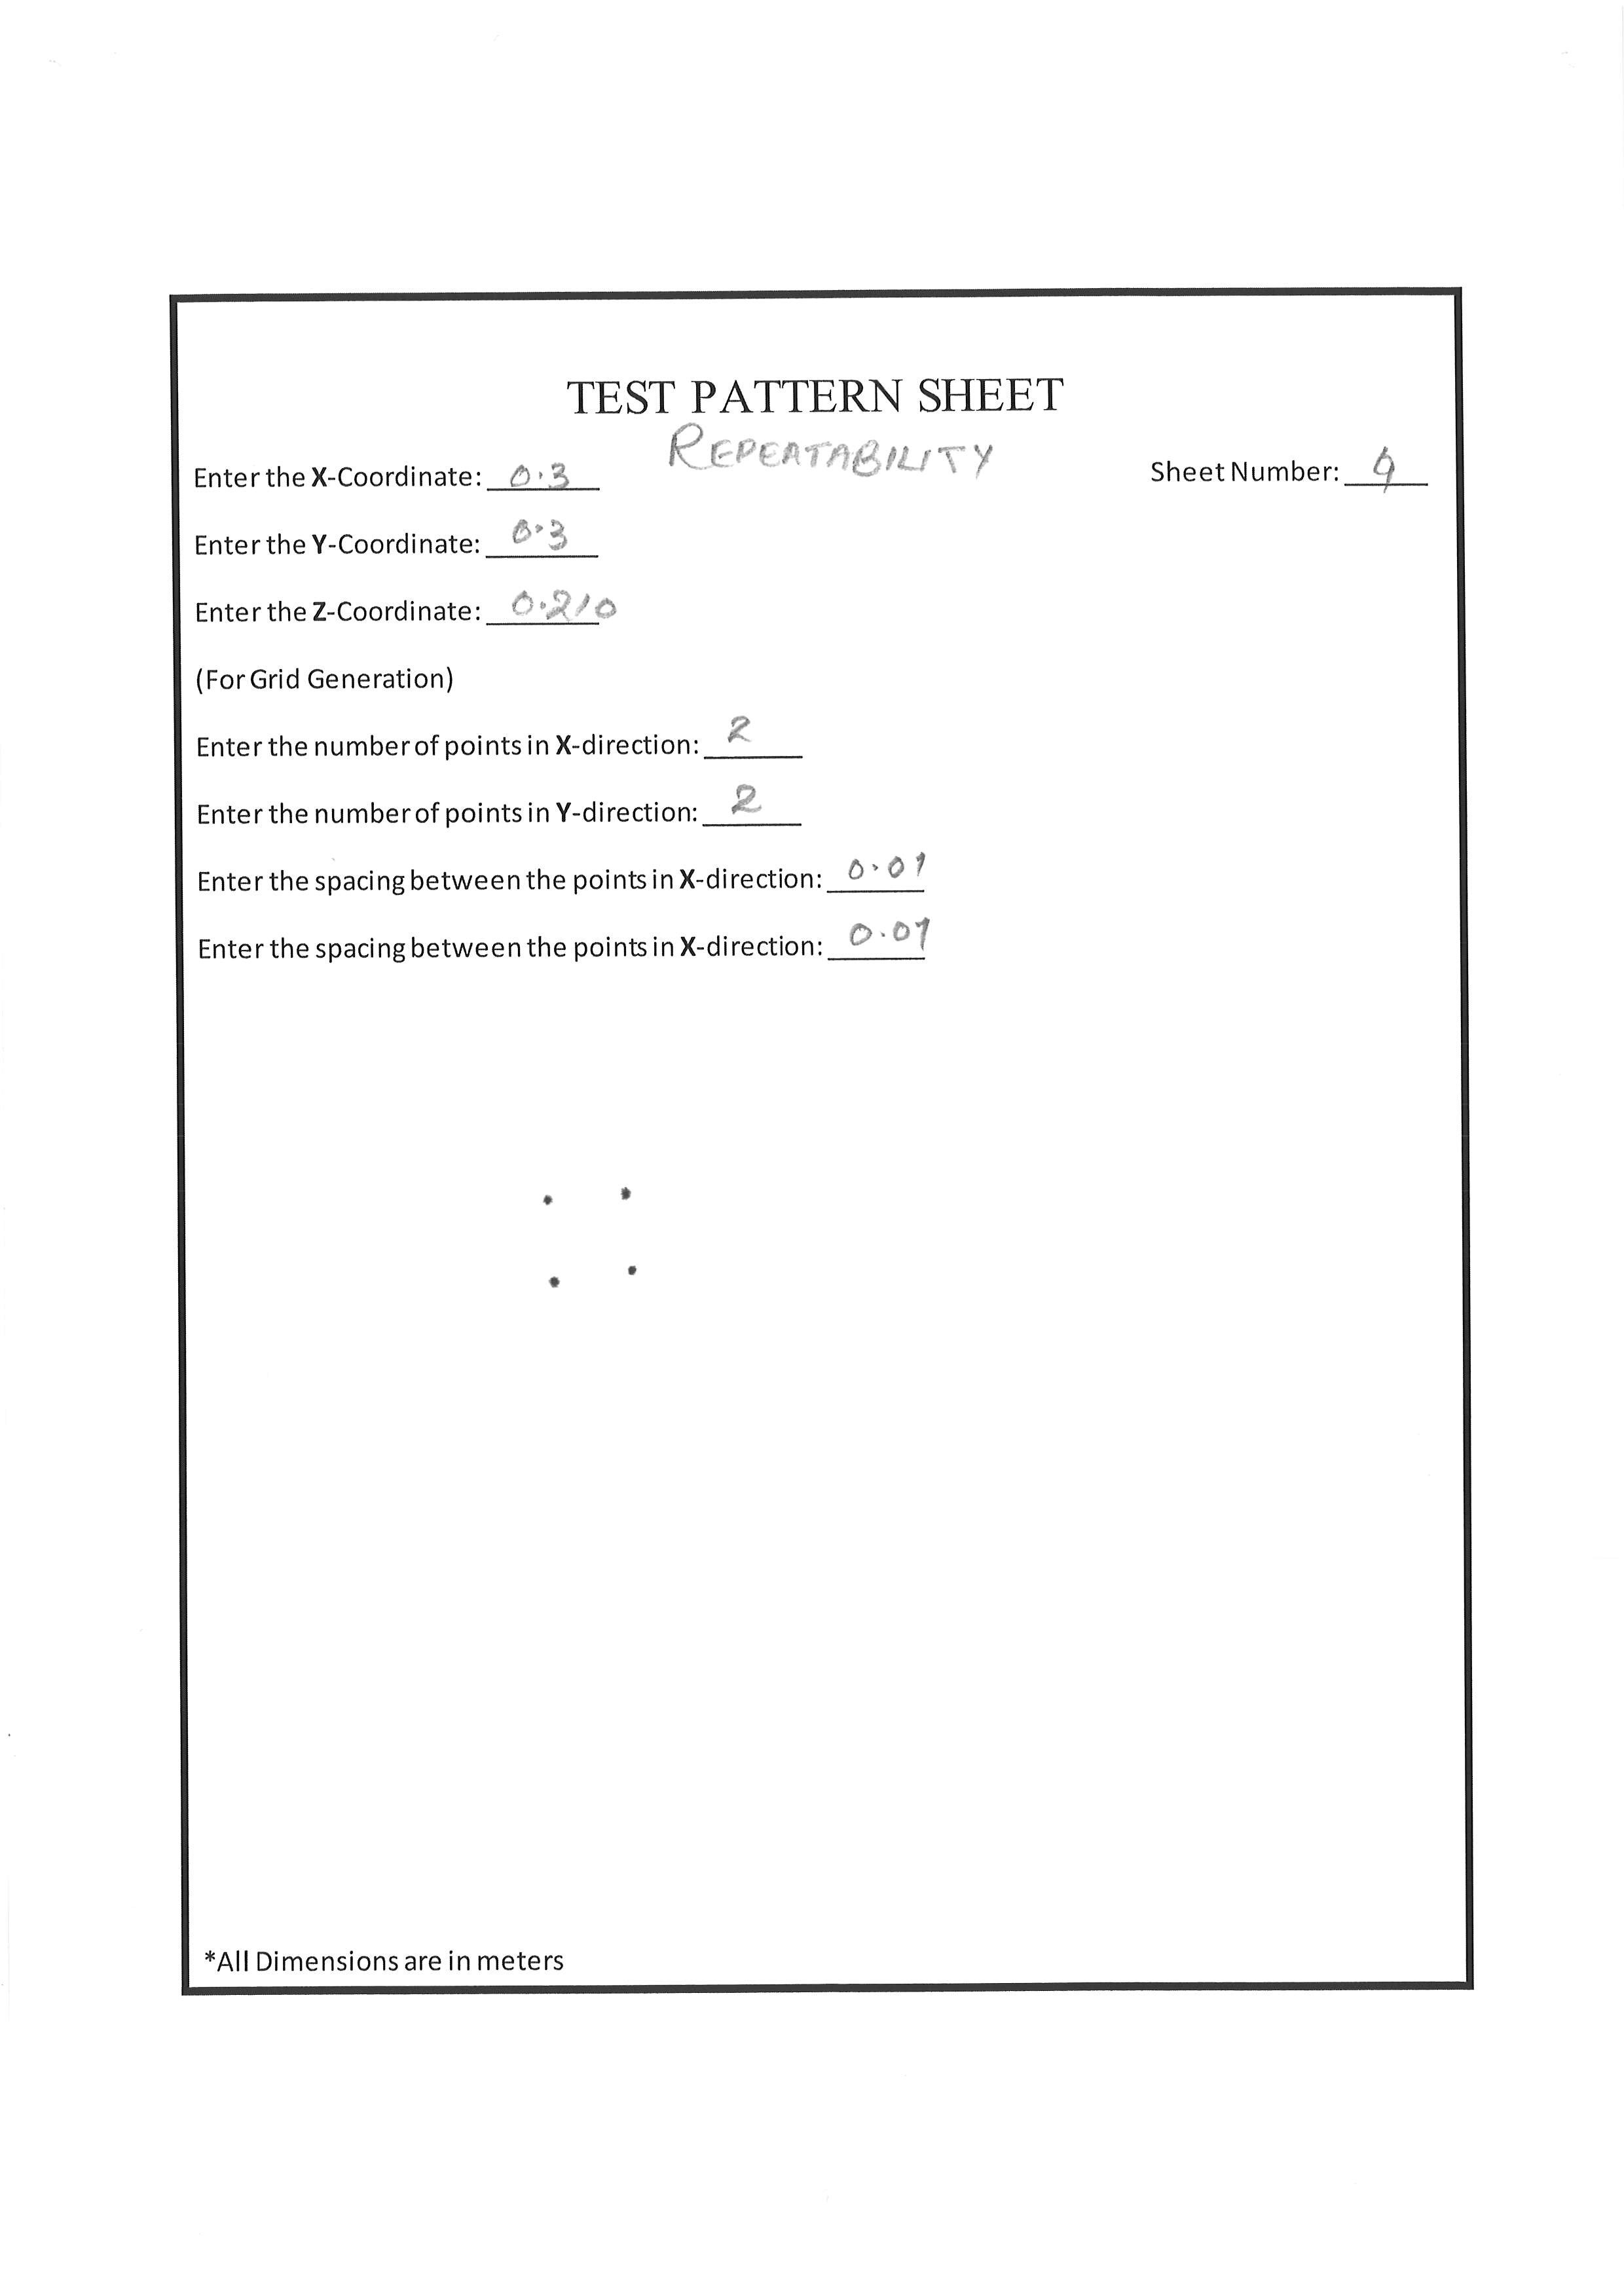 TEST PATTERN SHEET
REPEATABILITY
Enter the X-Coordinate: 0.3
Sheet Number: 9
Enter the Y-Coordinate: 0.3
Enter the Z-Coordinate: 0.210
(For Grid Generation)
Enter the number of points in X-direction: 2
Enter the number of points in Y-direction: 2
Enter the spacing between the points in X-direction: 0.01
Enter the spacing between the points in X-direction: 0.01
*All Dimensions are in meters